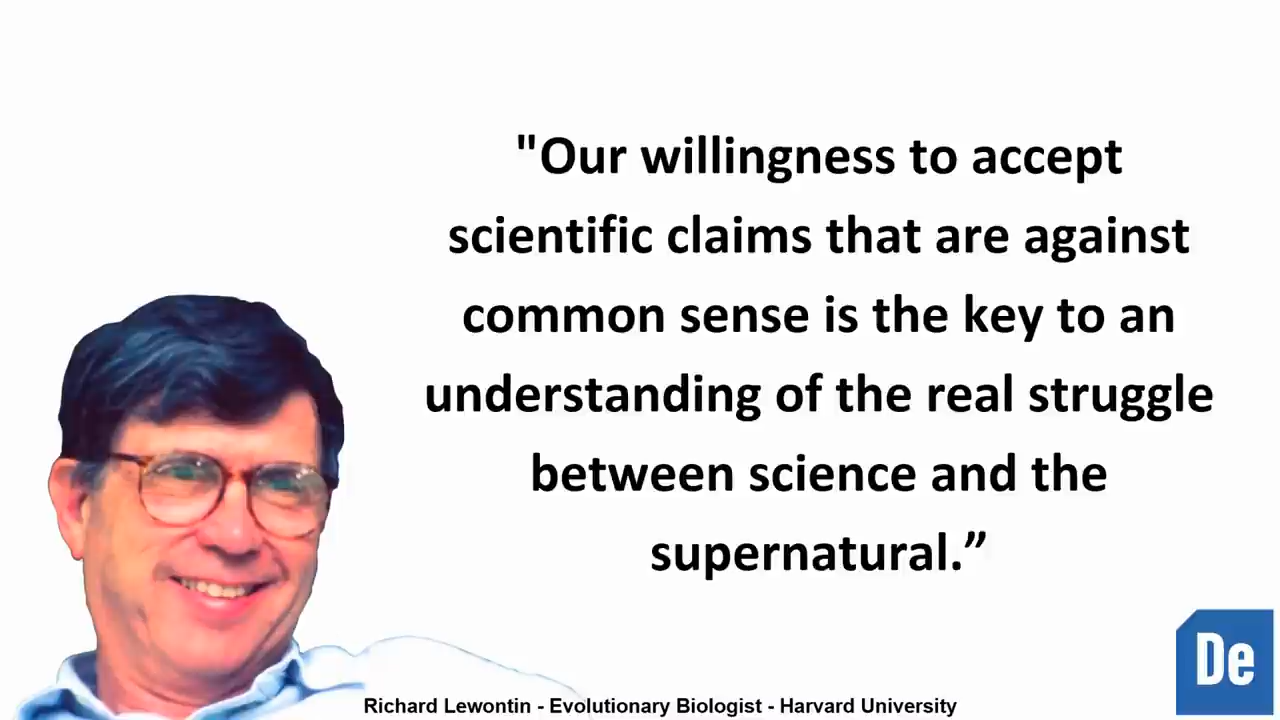 "Our willingness to accept
scientific claims that are against
common sense is the key to an
understanding of the real struggle
between science and the
supernatural.”
Richard Lewontin - Evolutionary Biologist - Harvard University
De